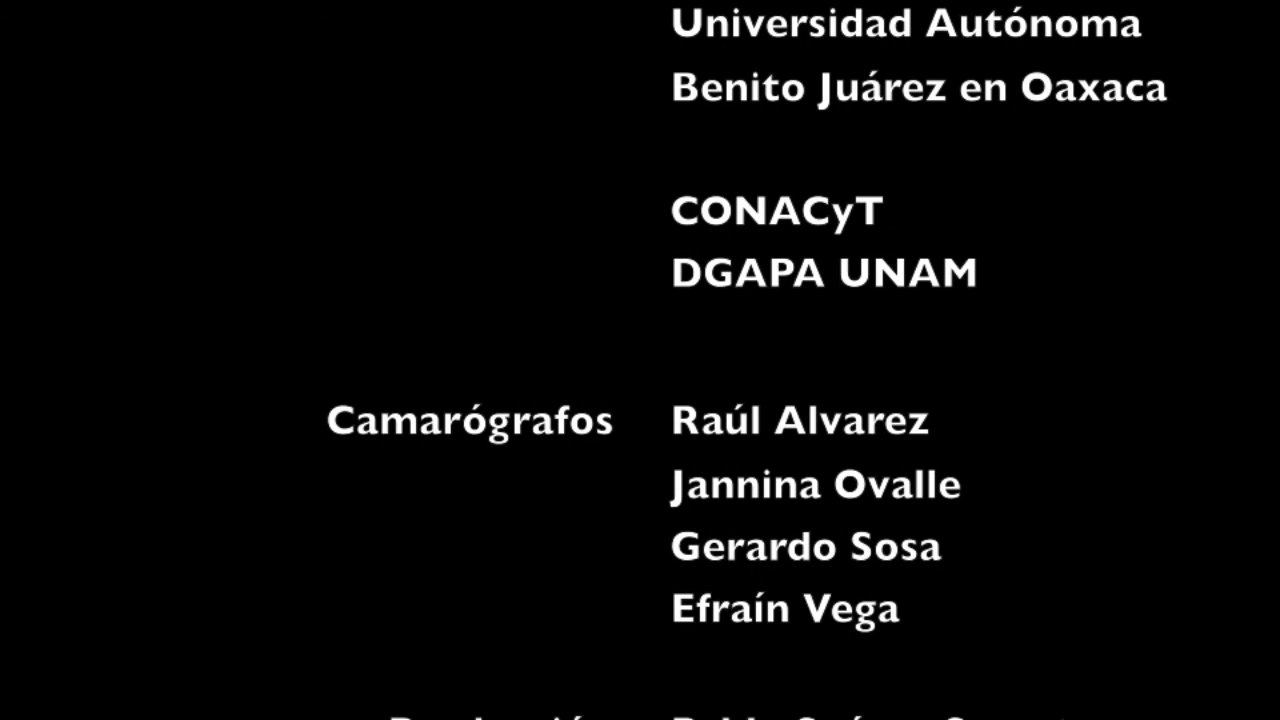 Universidad Autónoma
Benito Juárez en Oaxaca
CONACyT
DGAPA UNAM
Camarógrafos Raúl Alvarez
Jannina Ovalle
Gerardo Sosa
Efraín Vega